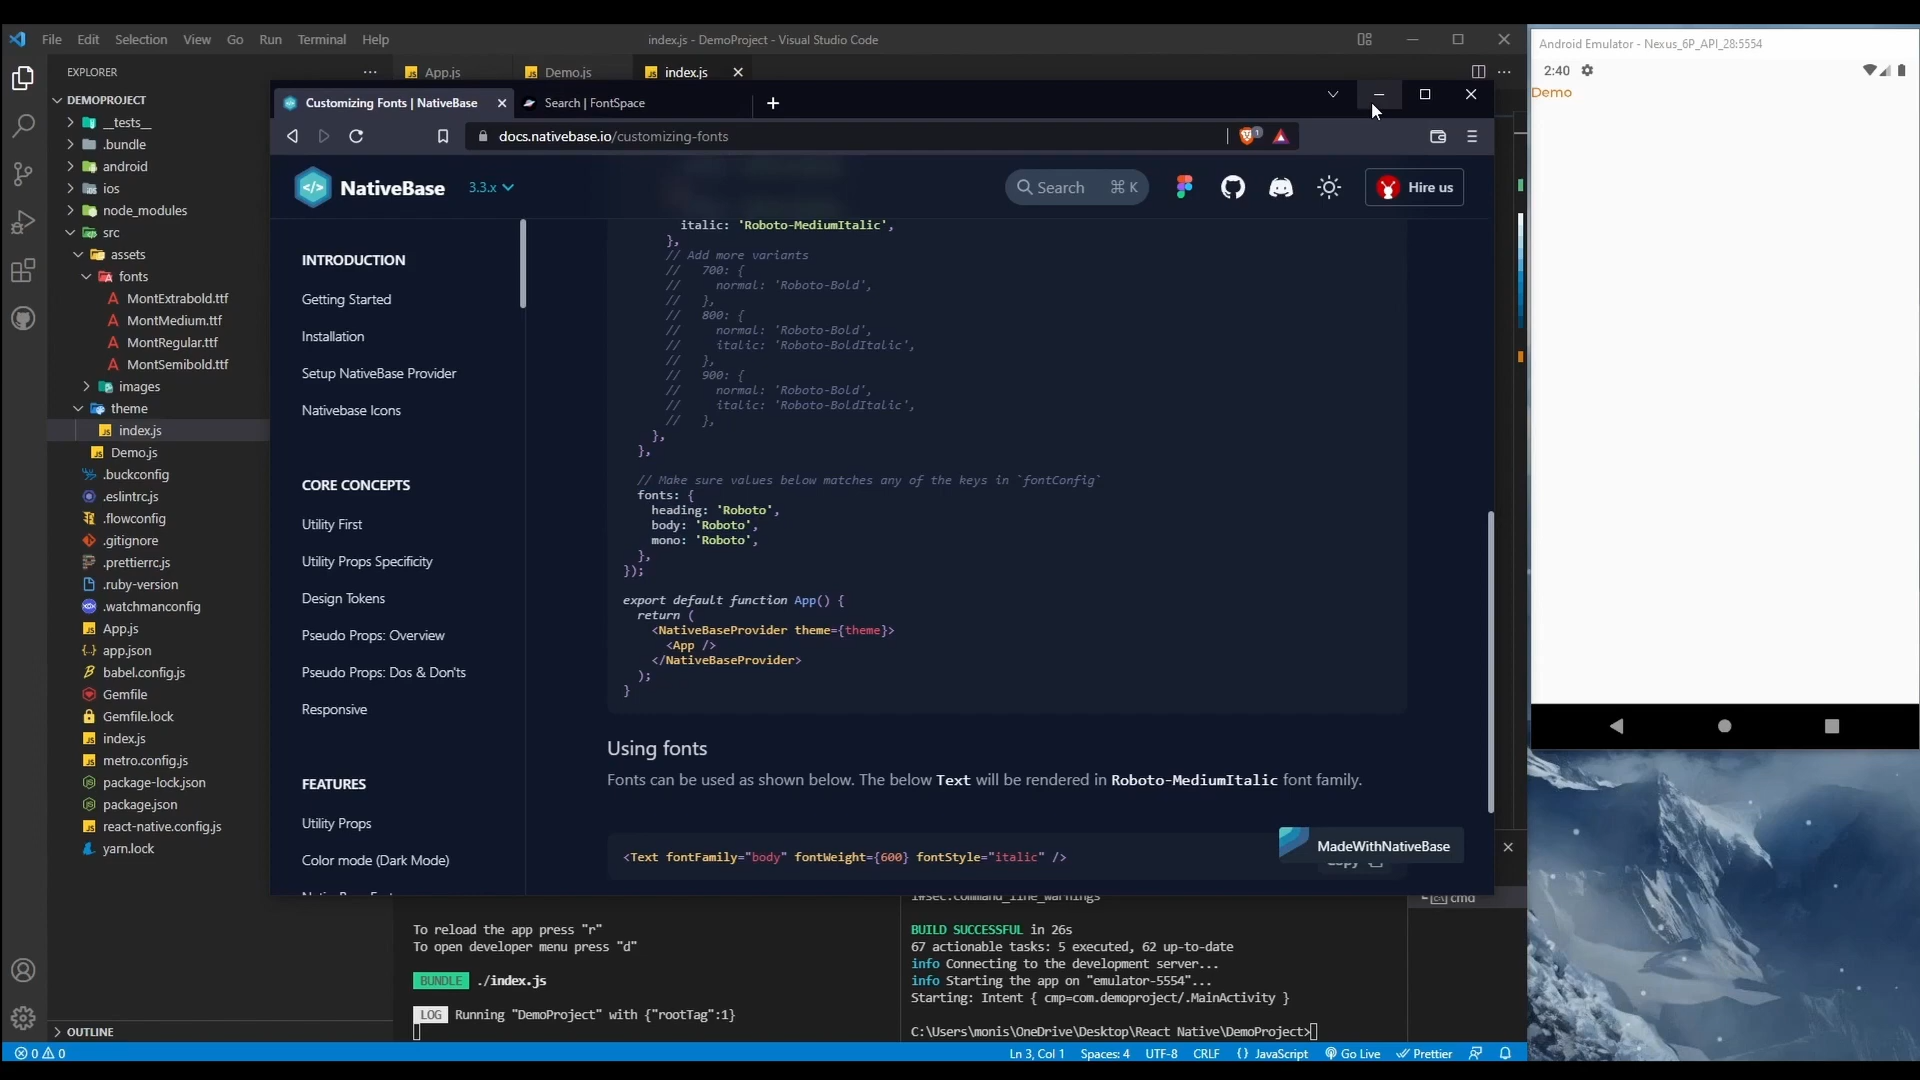 File Edit Selection View Go Run Terminal Help
index.js - DemoProject - Visual Studio Code
EXPLORER
App.js
Demo.js
index.js
DEMOPROJECT
__tests__
.bundle
android
ios
node_modules
src
assets
fonts
MontExtrabold.ttf
MontMedium.ttf
MontRegular.ttf
MontSemibold.ttf
images
theme
index.js
Demo.js
.buckconfig
.eslintrc.js
.flowconfig
.gitignore
.prettierrc.js
.ruby-version
.watchmanconfig
App.js
app.json
babel.config.js
Gemfile
Gemfile.lock
index.js
metro.config.js
package-lock.json
package.json
react-native.config.js
yarn.lock
OUTLINE
Customizing Fonts | NativeBase
Search | FontSpace
docs.nativebase.io/customizing-fonts
1
NativeBase
3.3.x
Search ⌘ K
Hire us
INTRODUCTION
Getting Started
Installation
Setup NativeBase Provider
Nativebase Icons
CORE CONCEPTS
Utility First
Utility Props Specificity
Design Tokens
Pseudo Props: Overview
Pseudo Props: Dos & Don'ts
Responsive
FEATURES
Utility Props
Color mode (Dark Mode)
italic: 'Roboto-MediumItalic',
},
// Add more variants
// 700: {
// normal: 'Roboto-Bold',
// },
// 800: {
// normal: 'Roboto-Bold',
// italic: 'Roboto-BoldItalic',
// },
// 900: {
// normal: 'Roboto-Bold',
// italic: 'Roboto-BoldItalic',
// },
},
},
// Make sure values below matches any of the keys in `fontConfig`
fonts: {
heading: 'Roboto',
body: 'Roboto',
mono: 'Roboto',
},
});
export default function App() {
return (
<NativeBaseProvider theme={theme}>
<App />
</NativeBaseProvider>
);
}
Using fonts
Fonts can be used as shown below. The below Text will be rendered in Roboto-MediumItalic font family.
<Text fontFamily="body" fontWeight={600} fontStyle="italic" />
MadeWithNativeBase
Copy
To reload the app press "r"
To open developer menu press "d"
BUNDLE ./index.js
LOG Running "DemoProject" with {"rootTag":1}
1#sec:command_line_warnings
BUILD SUCCESSFUL in 26s
67 actionable tasks: 5 executed, 62 up-to-date
info Connecting to the development server...
info Starting the app on "emulator-5554"...
Starting: Intent { cmp=com.demoproject/.MainActivity }
C:\Users\monis\OneDrive\Desktop\React Native\DemoProject>
cmd
0 0
Ln 3, Col 1 Spaces: 4 UTF-8 CRLF {} JavaScript Go Live Prettier
Android Emulator - Nexus_6P_API_28:5554
2:40
Demo